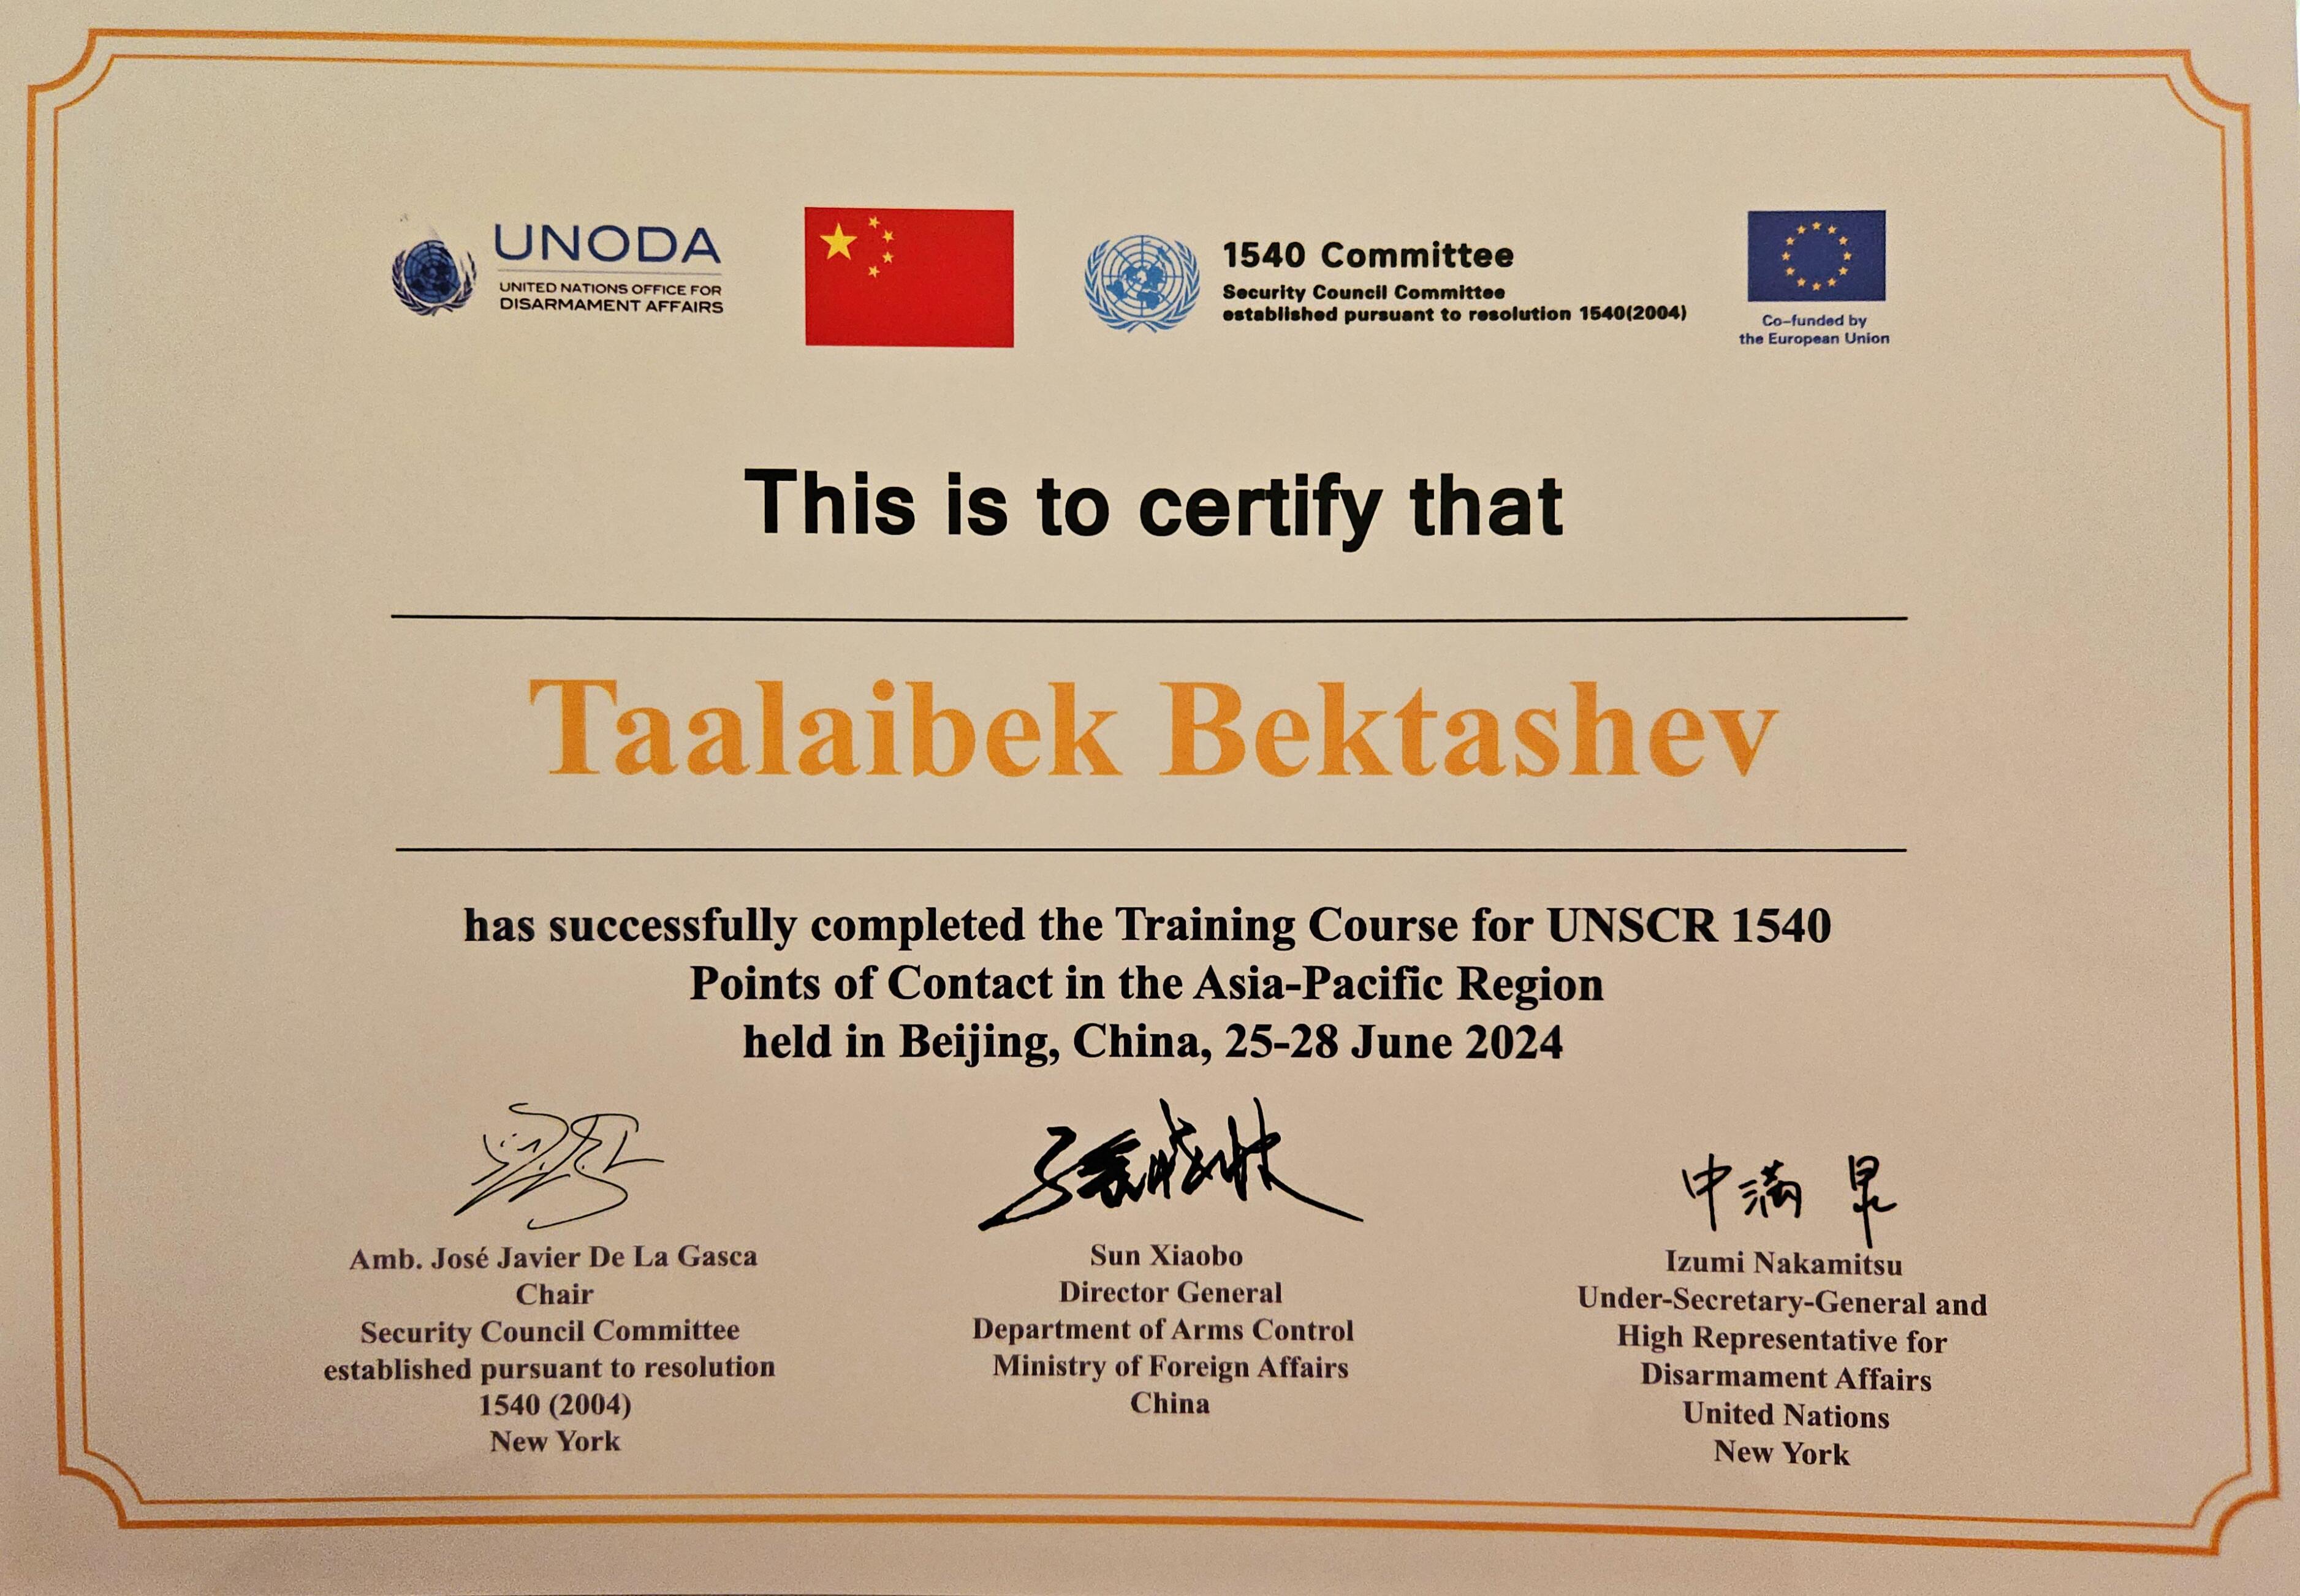 UNODA
UNITED NATIONS OFFICE FOR
DISARMAMENT AFFAIRS
1540 Committee
Security Council Committee
established pursuant to resolution 1540(2004)
Co-funded by
the European Union
This is to certify that
Taalaibek Bektashev
has successfully completed the Training Course for UNSCR 1540
Points of Contact in the Asia-Pacific Region
held in Beijing, China, 25-28 June 2024
Amb. José Javier De La Gasca
Chair
Security Council Committee
established pursuant to resolution
1540 (2004)
New York
Sun Xiaobo
Director General
Department of Arms Control
Ministry of Foreign Affairs
China
中満 泉
Izumi Nakamitsu
Under-Secretary-General and
High Representative for
Disarmament Affairs
United Nations
New York